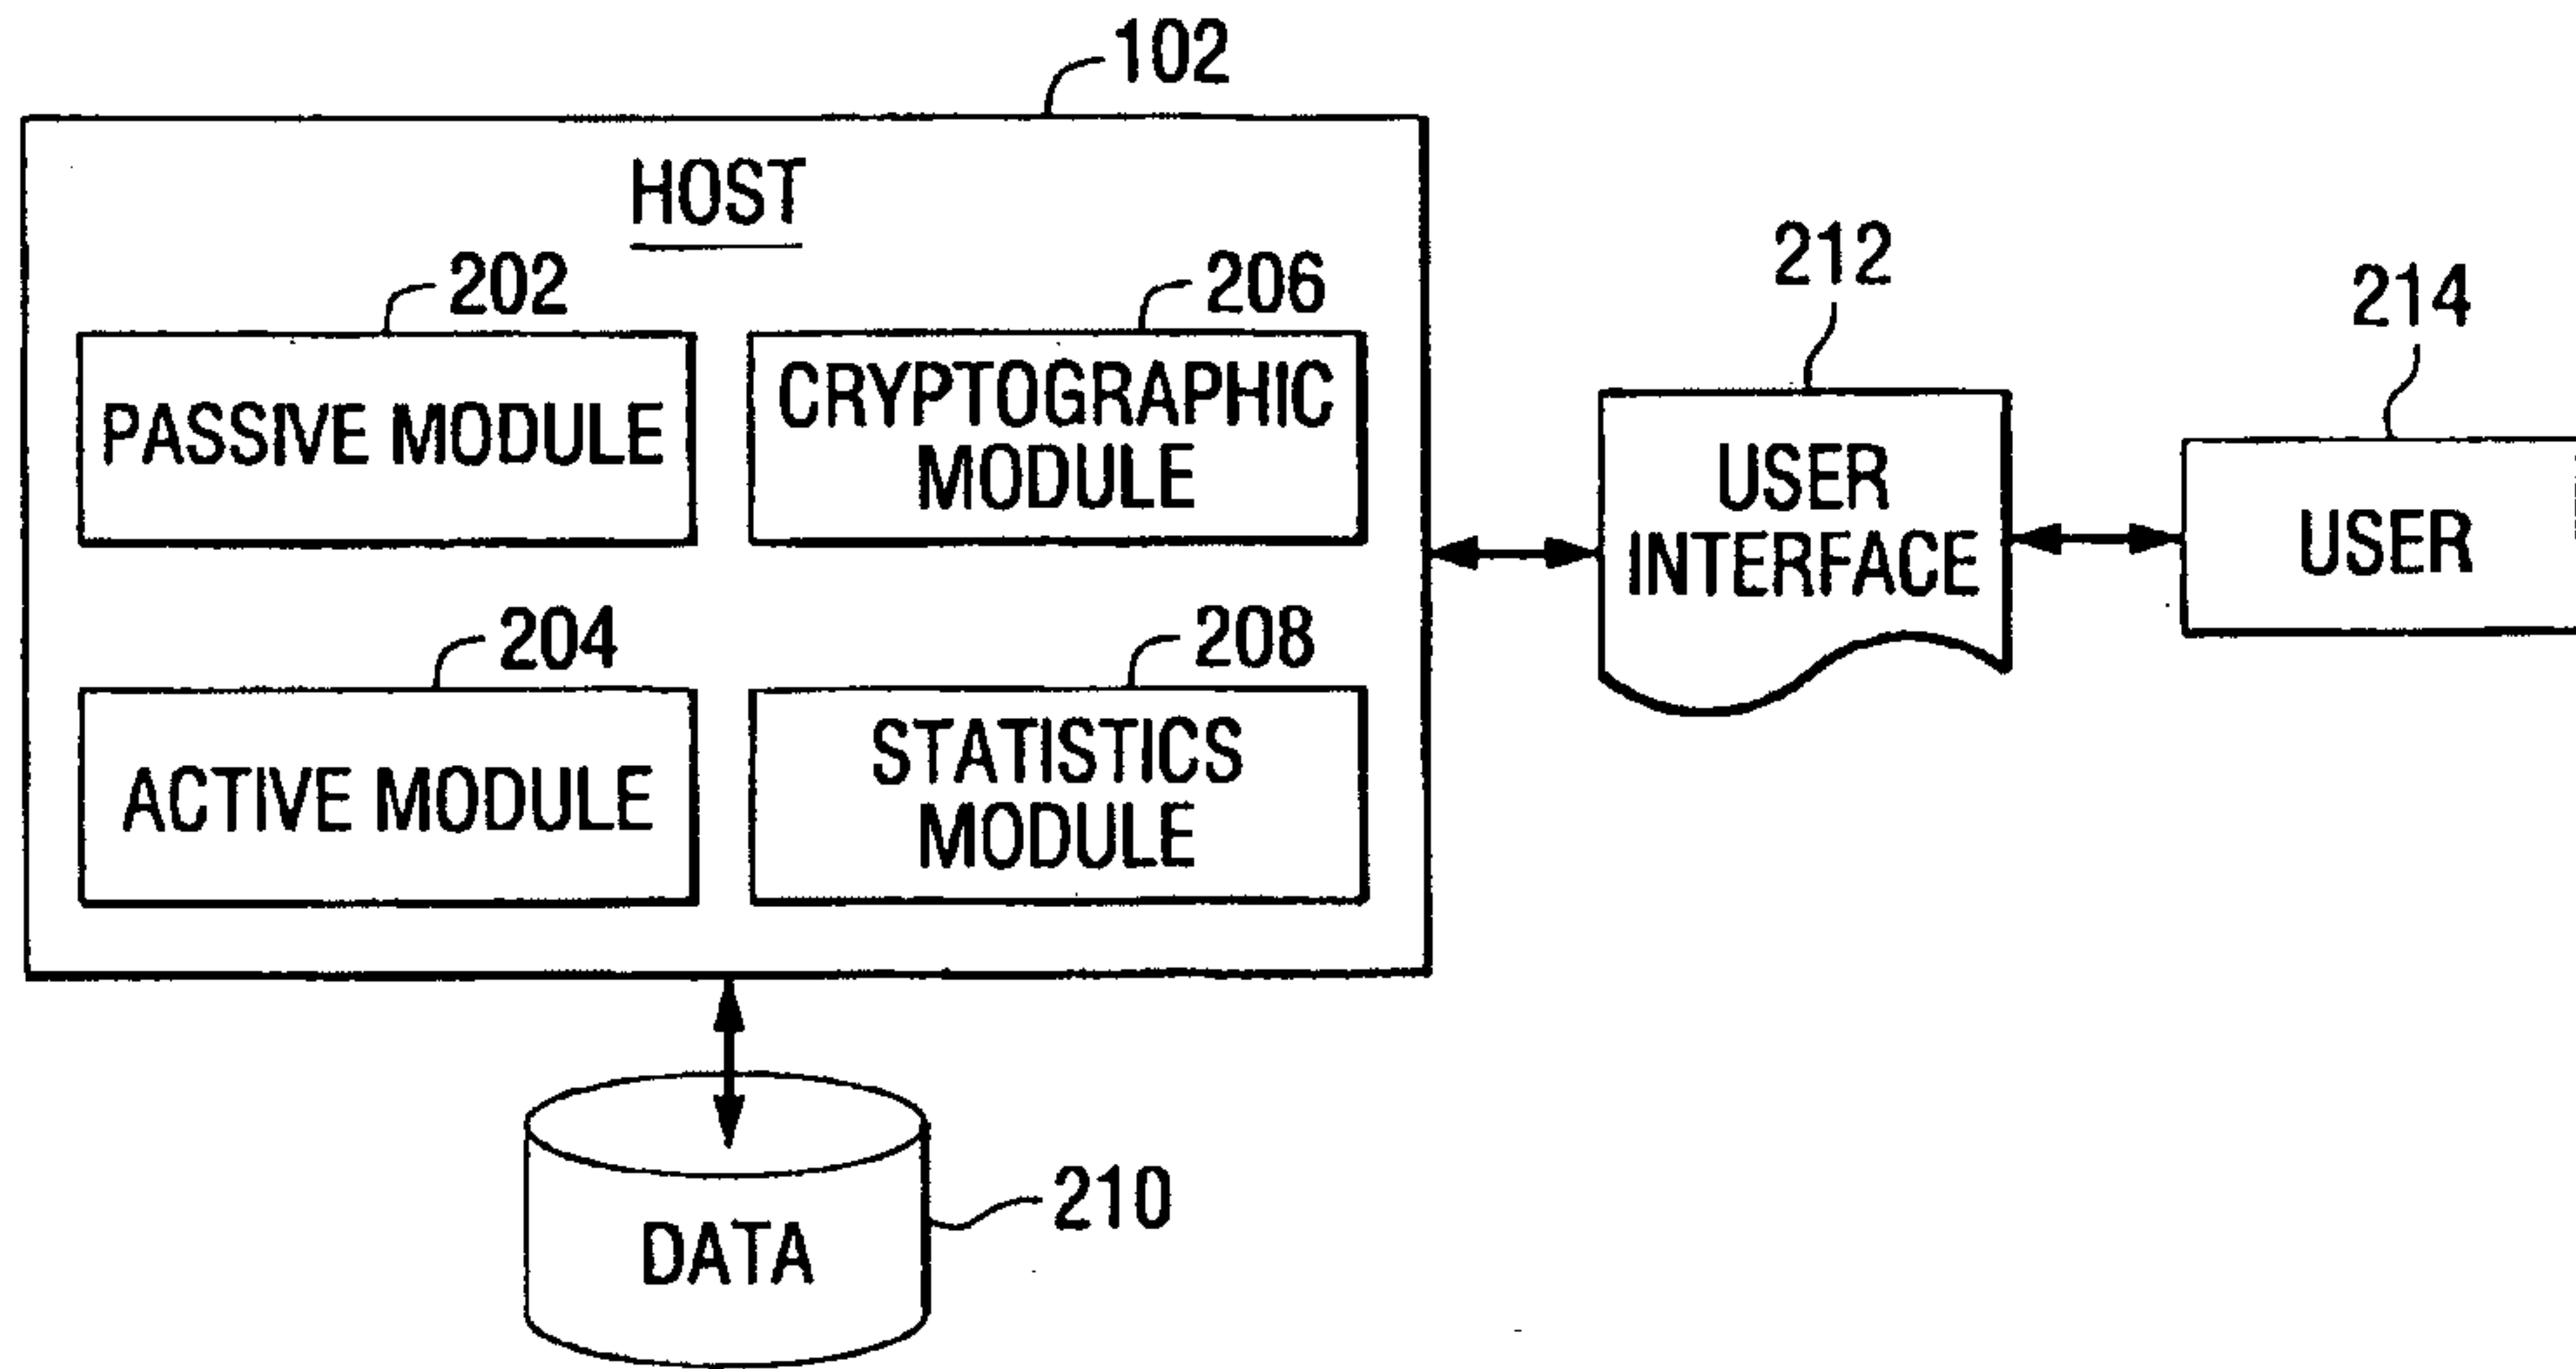 102
HOST
202
206
PASSIVE MODULE
CRYPTOGRAPHIC
MODULE
204
208
ACTIVE MODULE
STATISTICS
MODULE
212
USER
INTERFACE
214
USER
210
DATA